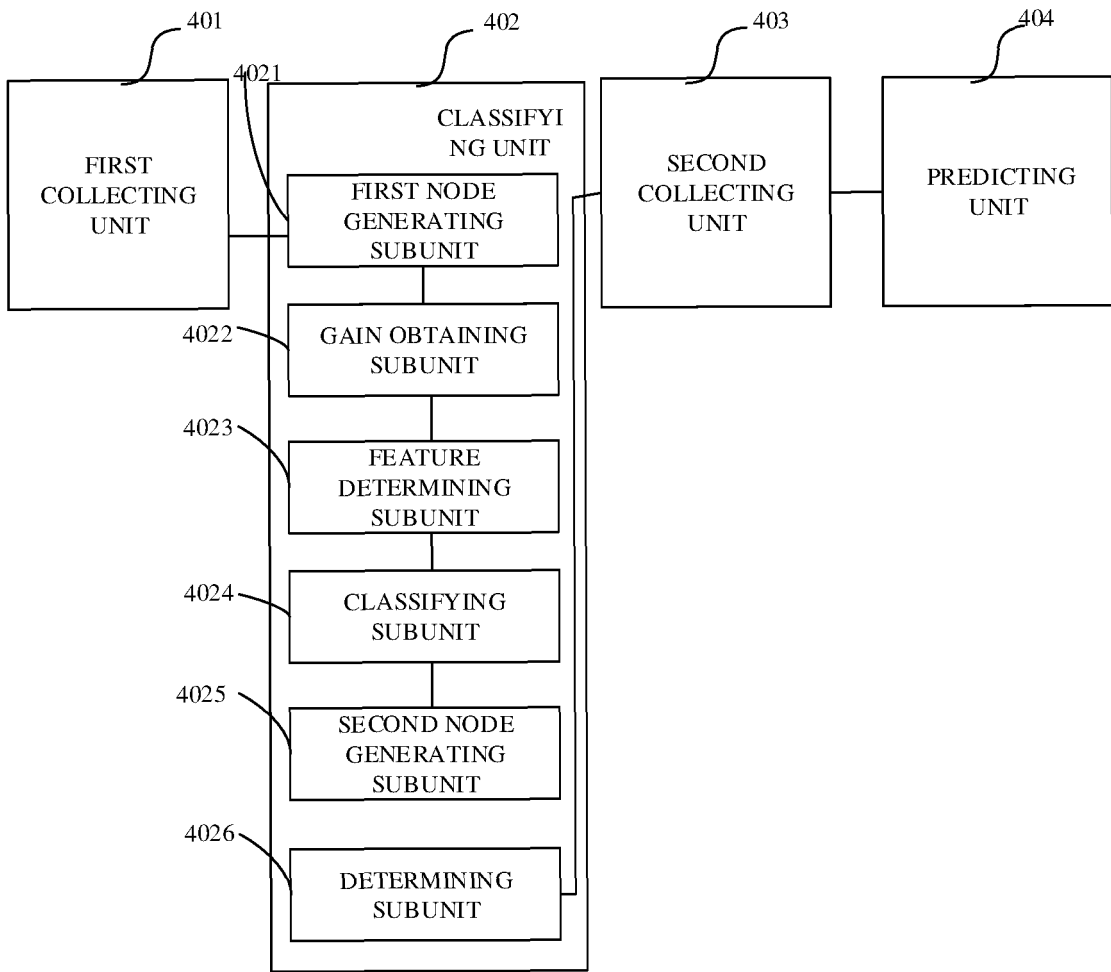 401
402
403
404
4021
CLASSIFYI
NG UNIT
FIRST
COLLECTING
UNIT
FIRST NODE
GENERATING
SUBUNIT
SECOND
COLLECTING
UNIT
PREDICTING
UNIT
4022
GAIN OBTAINING
SUBUNIT
4023
FEATURE
DETERMINING
SUBUNIT
4024
CLASSIFYING
SUBUNIT
4025
SECOND NODE
GENERATING
SUBUNIT
4026
DETERMINING
SUBUNIT